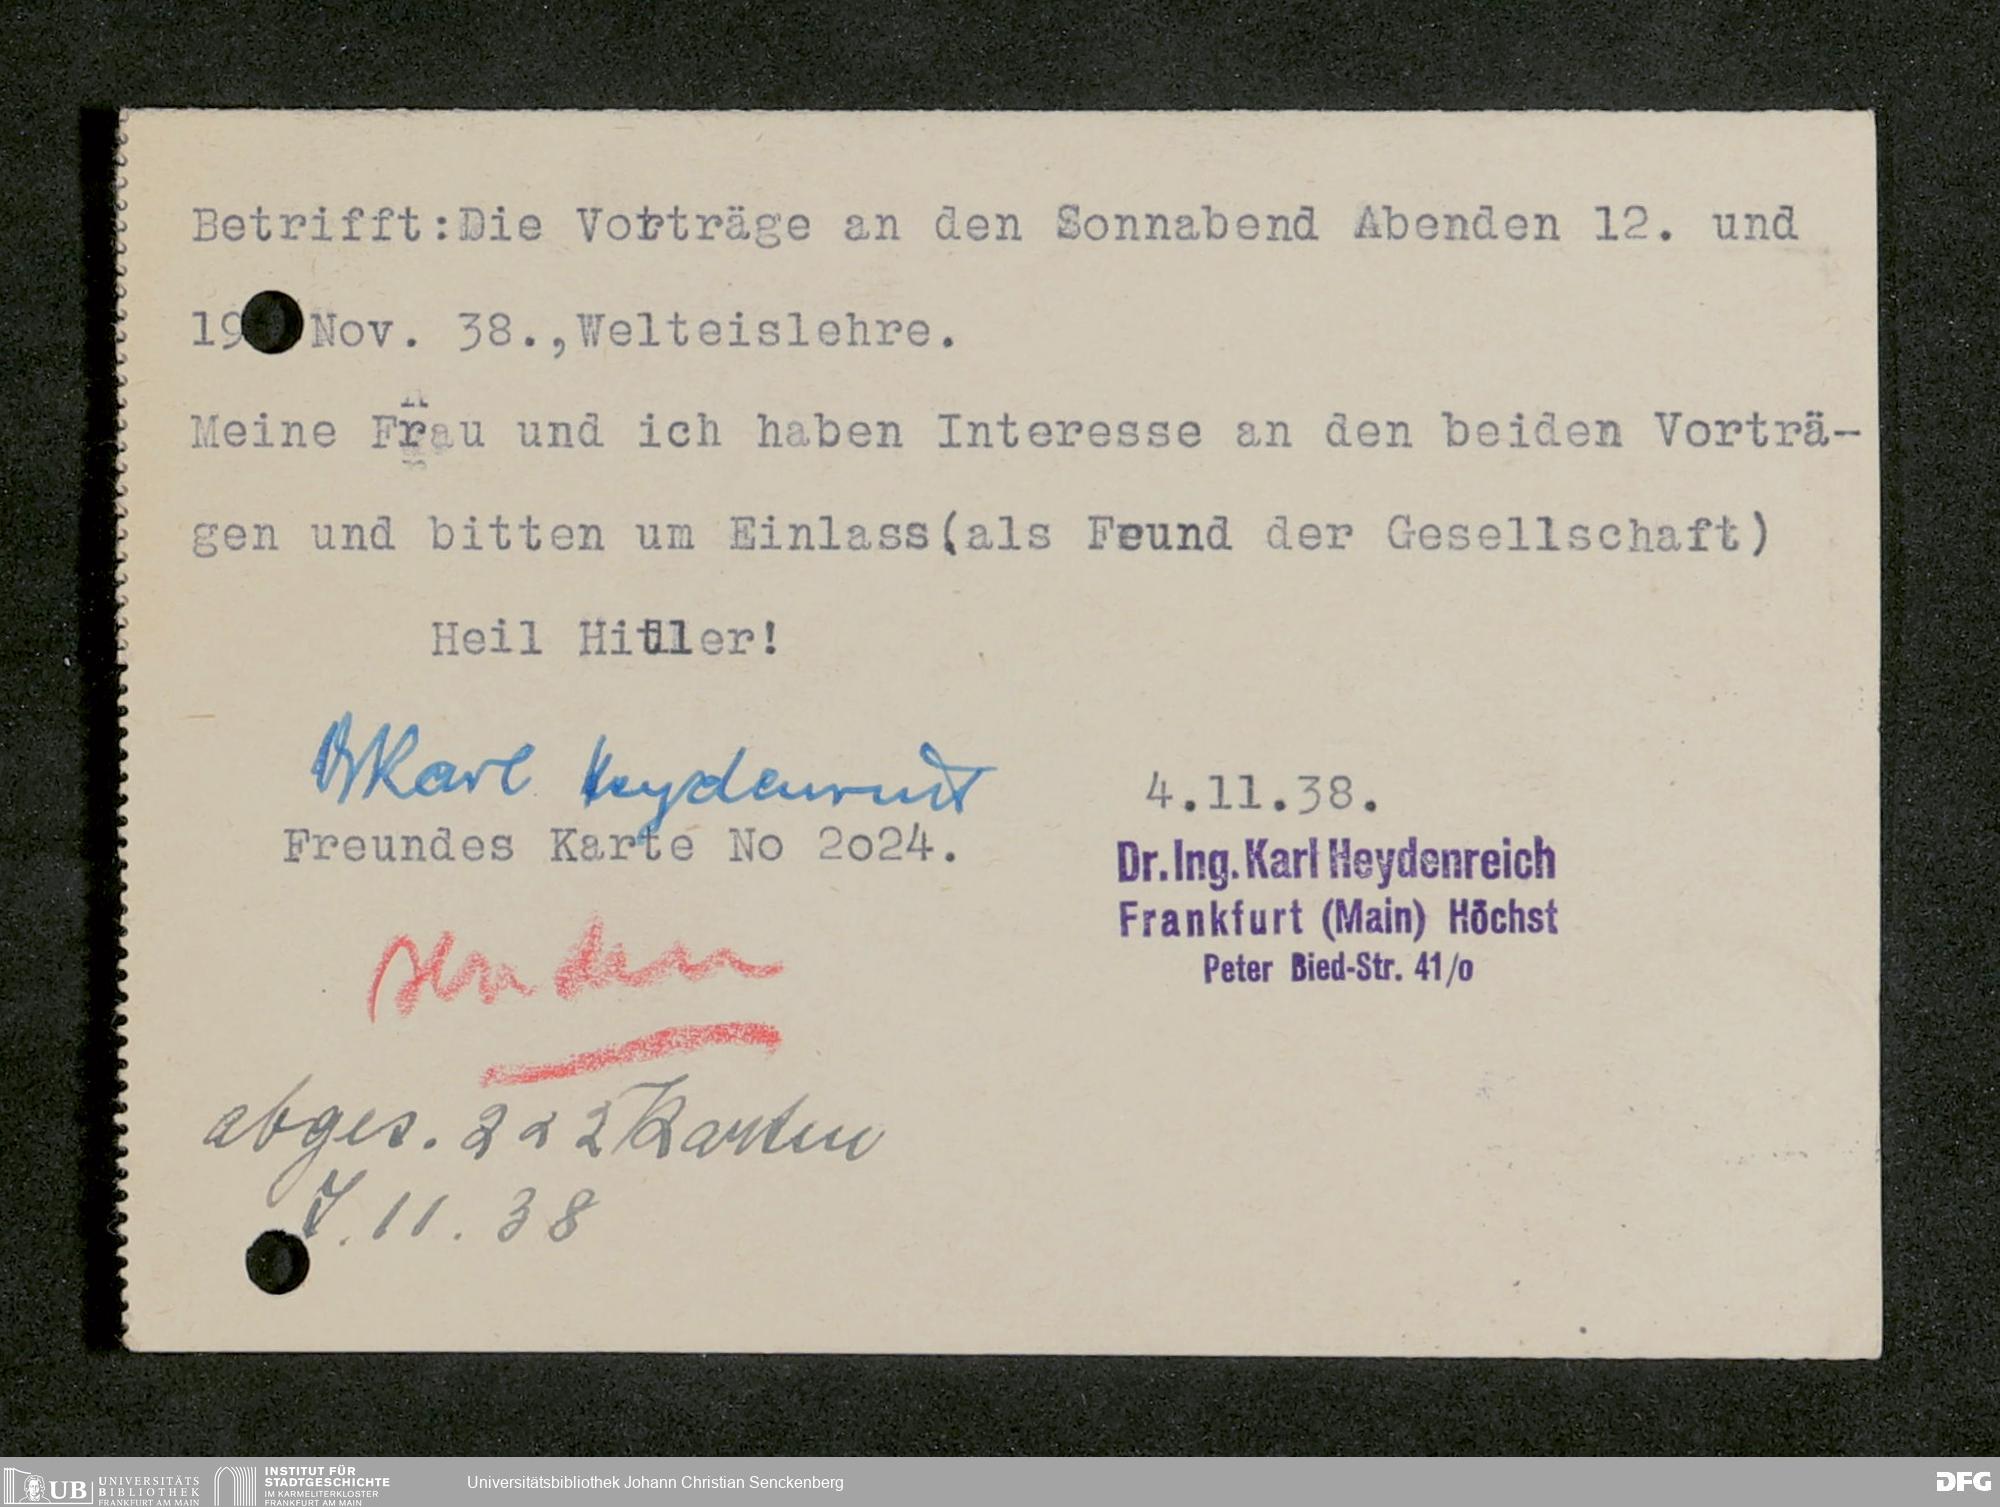 Betrifft:Die Vorträge an den Sonnabend Abenden 12. und
19 Nov. 38.,Welteislehre.
Meine Frau und ich haben Interesse an den beiden Vorträ-
gen und bitten um Einlass(als Feund der Gesellschaft)
Heil Hitler!
Dr Karl Heydenreich
4.11.38.
Freundes Karte No 2o24.
Dr. Ing. Karl Heydenreich
Frankfurt (Main) Höchst
Peter Bied-Str. 41/o
senden
abges. 2 à 2 Karten
7.11.38
UB UNIVERSITÄTS
BIBLIOTHEK
FRANKFURT AM MAIN
INSTITUT FÜR
STADTGESCHICHTE
IM KARMELITERKLOSTER
FRANKFURT AM MAIN
Universitätsbibliothek Johann Christian Senckenberg
DFG